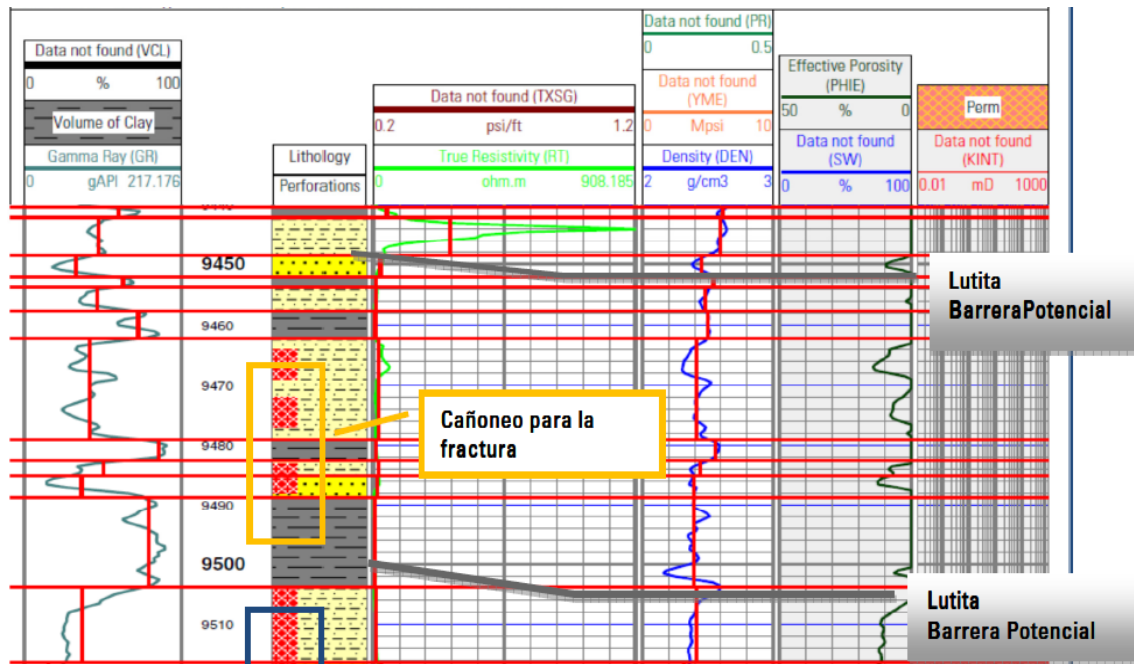 Data not found (VCL)
0 % 100
Volume of Clay
Gamma Ray (GR)
0 gAPI 217.176
Lithology
Perforations
Data not found (TXSG)
0.2 psi/ft 1.2
True Resistivity (RT)
0 ohm.m 908.185
Data not found (PR)
0 0.5
Data not found
(YME)
0 Mpsi 10
Density (DEN)
2 g/cm3 3
Effective Porosity
(PHIE)
50 % 0
Data not found
(SW)
0 % 100
Perm
Data not found
(KINT)
0.01 mD 1000
9450
9460
9470
9480
9490
9500
9510
Lutita
BarreraPotencial
Cañoneo para la
fractura
Lutita
Barrera Potencial